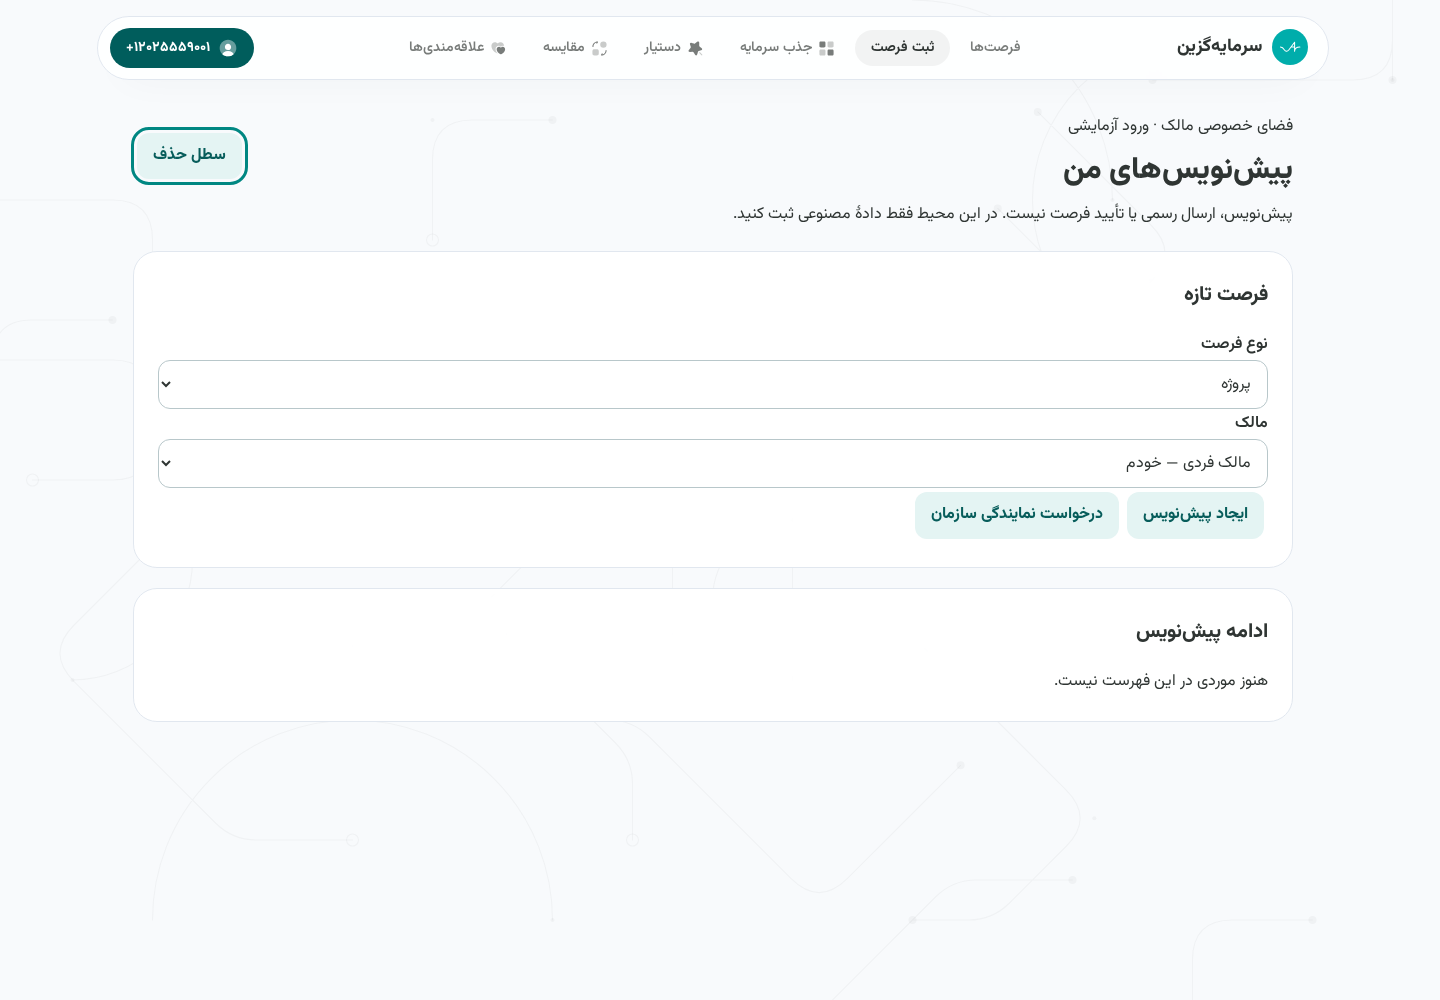 سرمایه‌گزین
فرصت‌ها
ثبت فرصت
جذب سرمایه
دستیار
مقایسه
علاقه‌مندی‌ها
+۱۲۰۲۵۵۵۹۰۰۱
فضای خصوصی مالک · ورود آزمایشی
پیش‌نویس‌های من
پیش‌نویس، ارسال رسمی یا تأیید فرصت نیست. در این محیط فقط دادهٔ مصنوعی ثبت کنید.
سطل حذف
فرصت تازه
نوع فرصت
پروژه
مالک
مالک فردی — خودم
ایجاد پیش‌نویس
درخواست نمایندگی سازمان
ادامه پیش‌نویس
هنوز موردی در این فهرست نیست.